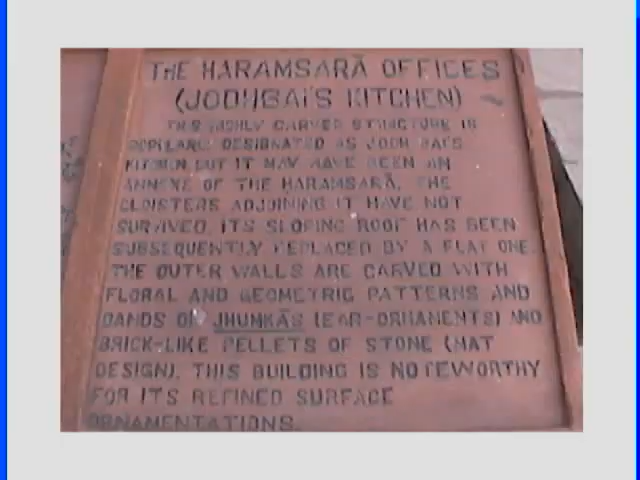 THE HARAMSARĀ OFFICES
(JODHBAI'S KITCHEN)
THIS HIGHLY CARVED STRUCTURE IS
POPULARLY DESIGNATED AS JODH BAI'S
KITCHEN, BUT IT MAY HAVE BEEN AN
ANNEXE OF THE HARAMSARĀ. THE
CLOISTERS ADJOINING IT HAVE NOT
SURVIVED. ITS SLOPING ROOF HAS BEEN
SUBSEQUENTLY REPLACED BY A FLAT ONE.
THE OUTER WALLS ARE CARVED WITH
FLORAL AND GEOMETRIC PATTERNS AND
BANDS OF JHUMKĀS (EAR-ORNAMENTS) AND
BRICK-LIKE PELLETS OF STONE (MAT
DESIGN). THIS BUILDING IS NOTEWORTHY
FOR ITS REFINED SURFACE
ORNAMENTATIONS.